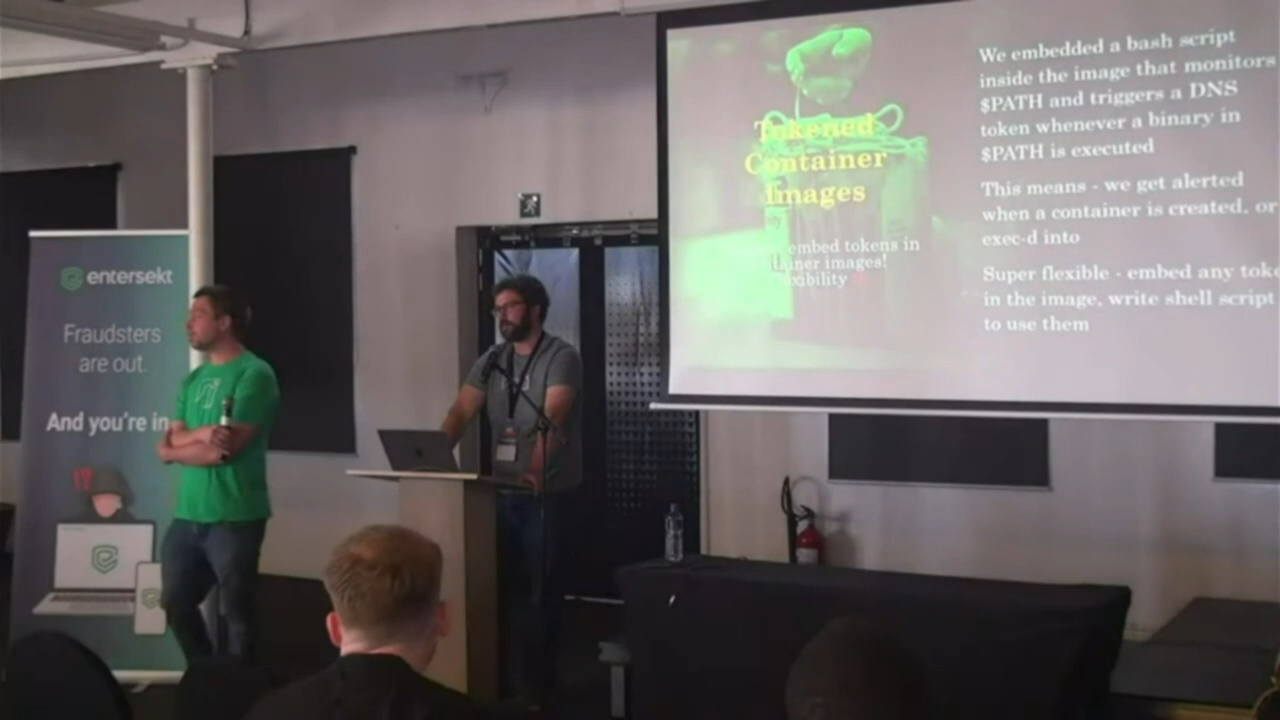 entersekt
Fraudsters
are out.
And you're in
!?
Tokened
Container
Images
embed tokens in
images!
We embedded a bash script
inside the image that monitors
$PATH and triggers a DNS
token whenever a binary in
$PATH is executed
This means - we get alerted
when a container is created, or
exec-d into
Super flexible - embed any
in the image, write shell script
to use them